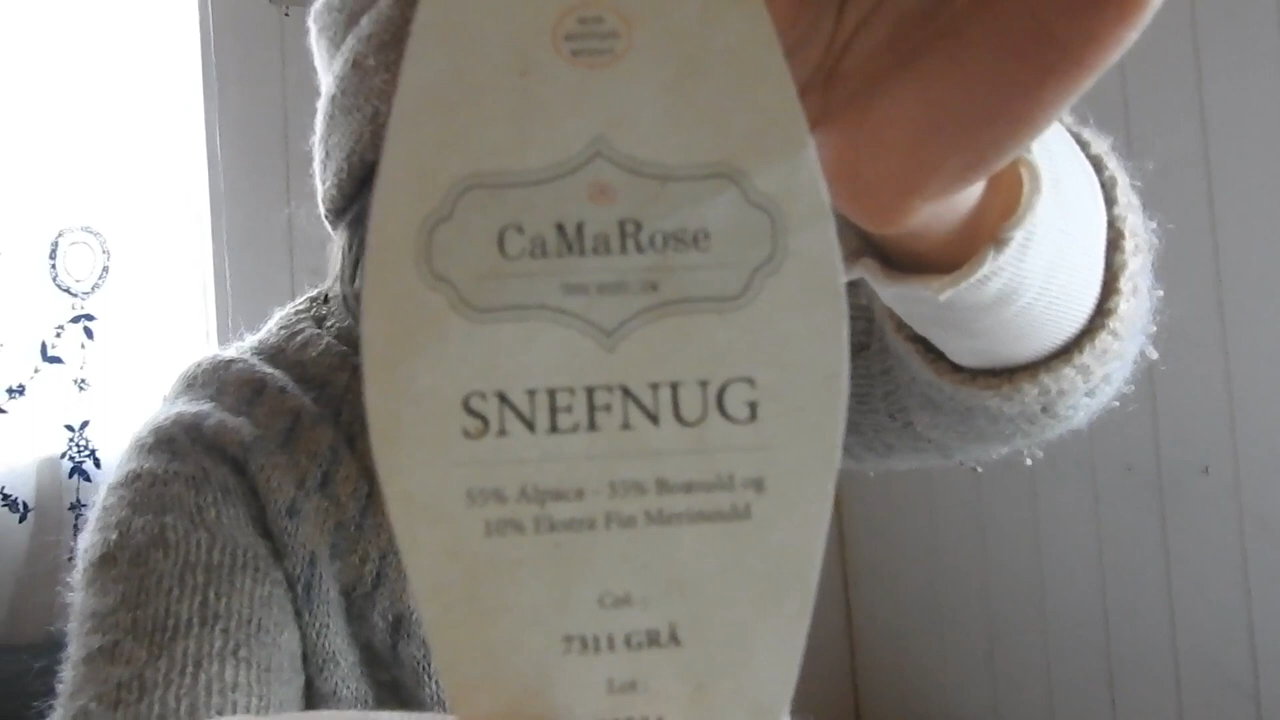 CaMaRose
SNEFNUG
55% Alpaca - 35% Bomuld og
10% Ekstra Fin Merinould
Col.:
7311 GRÅ
Lot: